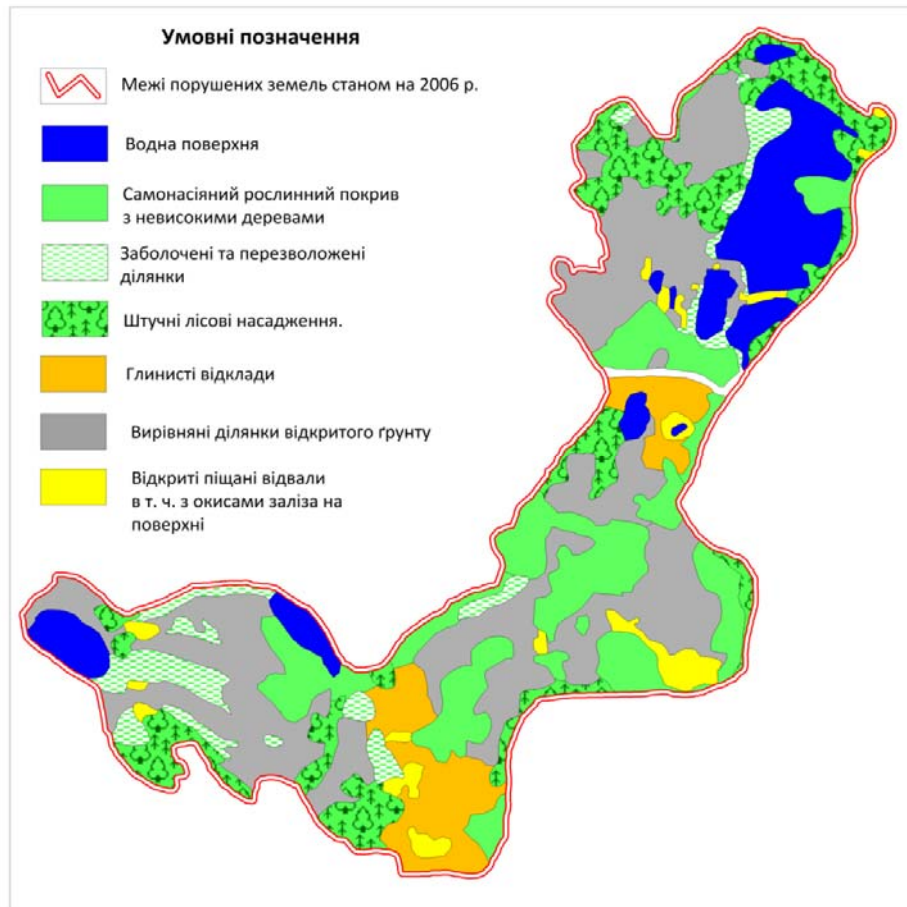 Умовні позначення
Межі порушених земель станом на 2006 р.
Водна поверхня
Самонасіяний рослинний покрив
з невисокими деревами
Заболочені та перезволожені
ділянки
Штучні лісові насадження.
Глинисті відклади
Вирівняні ділянки відкритого ґрунту
Відкриті піщані відвали
в т. ч. з окисами заліза на
поверхні